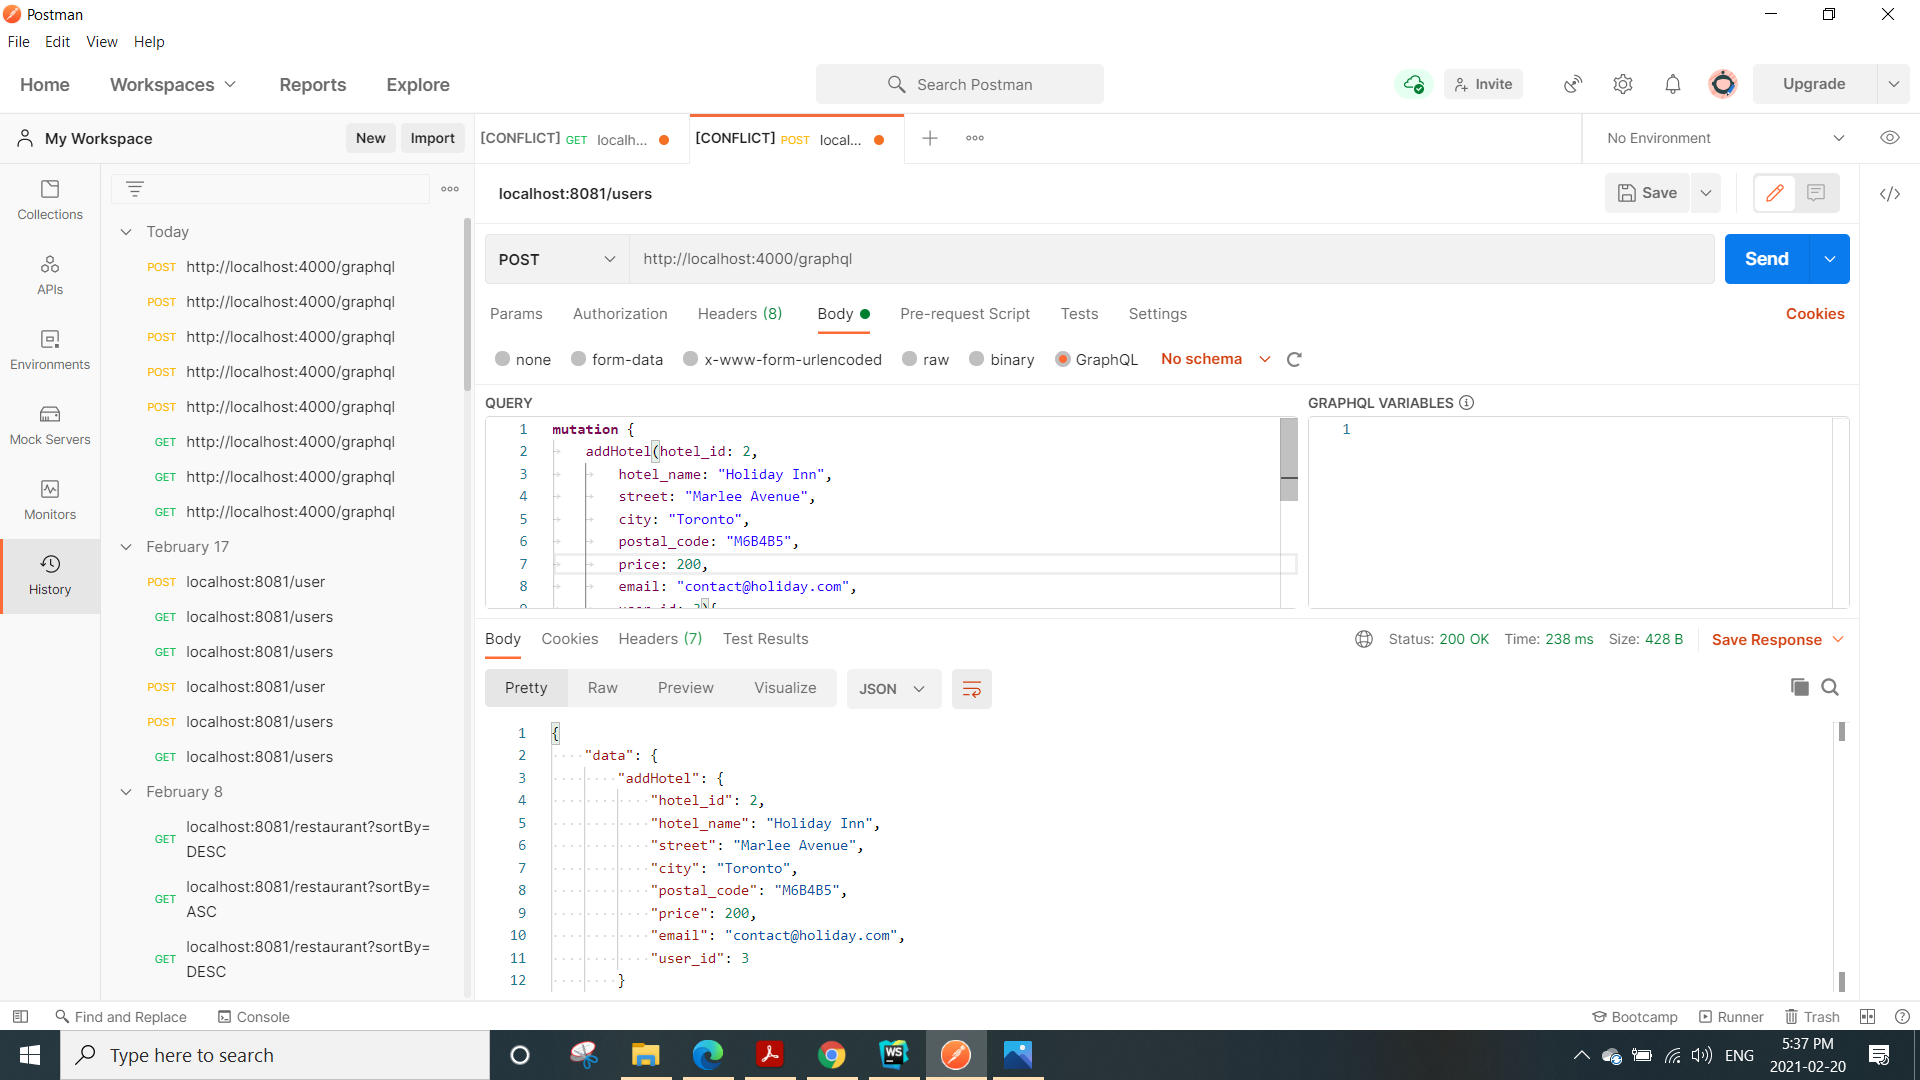 Postman
File Edit View Help
Home Workspaces Reports Explore
Search Postman
Invite
Upgrade
My Workspace
New Import
[CONFLICT] GET localh...
[CONFLICT] POST local...
No Environment
Collections
APIs
Environments
Mock Servers
Monitors
History
Today
POST http://localhost:4000/graphql
POST http://localhost:4000/graphql
POST http://localhost:4000/graphql
POST http://localhost:4000/graphql
POST http://localhost:4000/graphql
GET http://localhost:4000/graphql
GET http://localhost:4000/graphql
GET http://localhost:4000/graphql
February 17
POST localhost:8081/user
GET localhost:8081/users
GET localhost:8081/users
POST localhost:8081/user
POST localhost:8081/users
GET localhost:8081/users
February 8
GET localhost:8081/restaurant?sortBy=
DESC
GET localhost:8081/restaurant?sortBy=
ASC
GET localhost:8081/restaurant?sortBy=
DESC
localhost:8081/users
Save
POST http://localhost:4000/graphql
Send
Params Authorization Headers (8) Body Pre-request Script Tests Settings
Cookies
none form-data x-www-form-urlencoded raw binary GraphQL No schema
QUERY
1 mutation {
2 addHotel(hotel_id: 2,
3 hotel_name: "Holiday Inn",
4 street: "Marlee Avenue",
5 city: "Toronto",
6 postal_code: "M6B4B5",
7 price: 200,
8 email: "contact@holiday.com",
9 user_id: 3){
GRAPHQL VARIABLES
1
Body Cookies Headers (7) Test Results
Status: 200 OK Time: 238 ms Size: 428 B Save Response
Pretty Raw Preview Visualize JSON
1 {
2 "data": {
3 "addHotel": {
4 "hotel_id": 2,
5 "hotel_name": "Holiday Inn",
6 "street": "Marlee Avenue",
7 "city": "Toronto",
8 "postal_code": "M6B4B5",
9 "price": 200,
10 "email": "contact@holiday.com",
11 "user_id": 3
12 }
Find and Replace Console
Bootcamp Runner Trash
Type here to search
WS
ENG
5:37 PM
2021-02-20